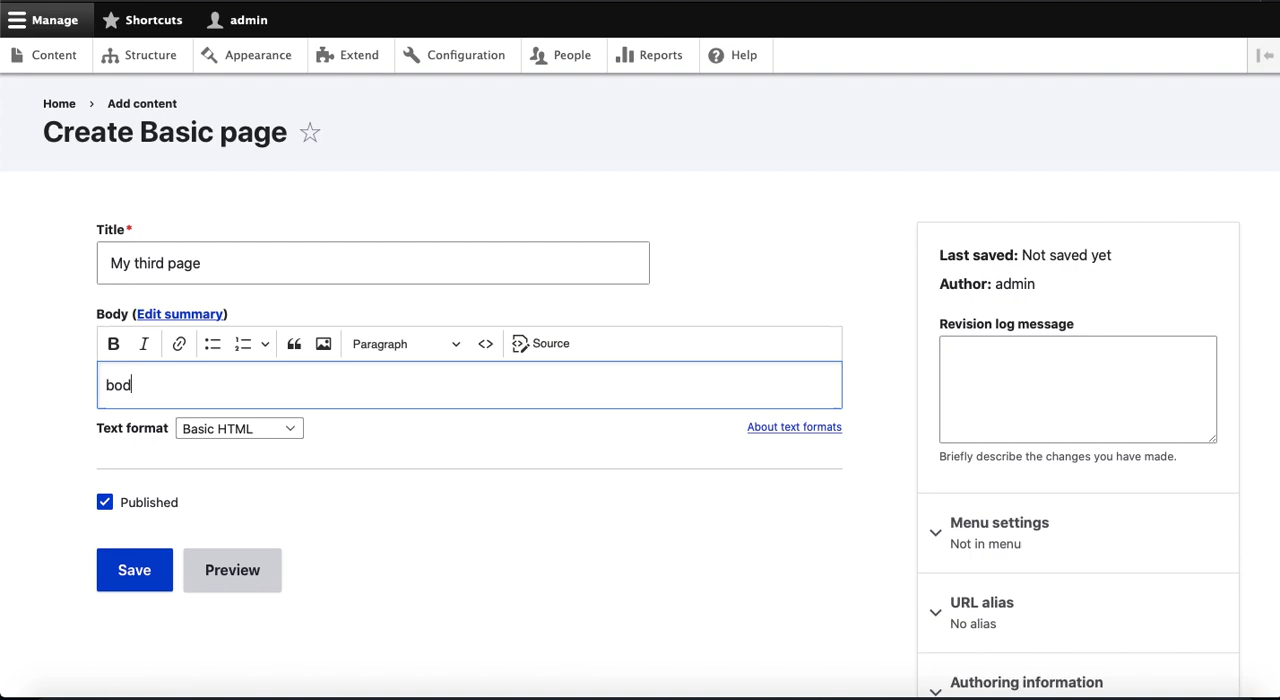 Manage Shortcuts admin
Content Structure Appearance Extend Configuration People Reports Help
Home › Add content
Create Basic page
Title*
My third page
Body (Edit summary)
B I Paragraph <> Source
bod
Text format Basic HTML About text formats
Published
Save Preview
Last saved: Not saved yet
Author: admin
Revision log message
Briefly describe the changes you have made.
Menu settings
Not in menu
URL alias
No alias
Authoring information